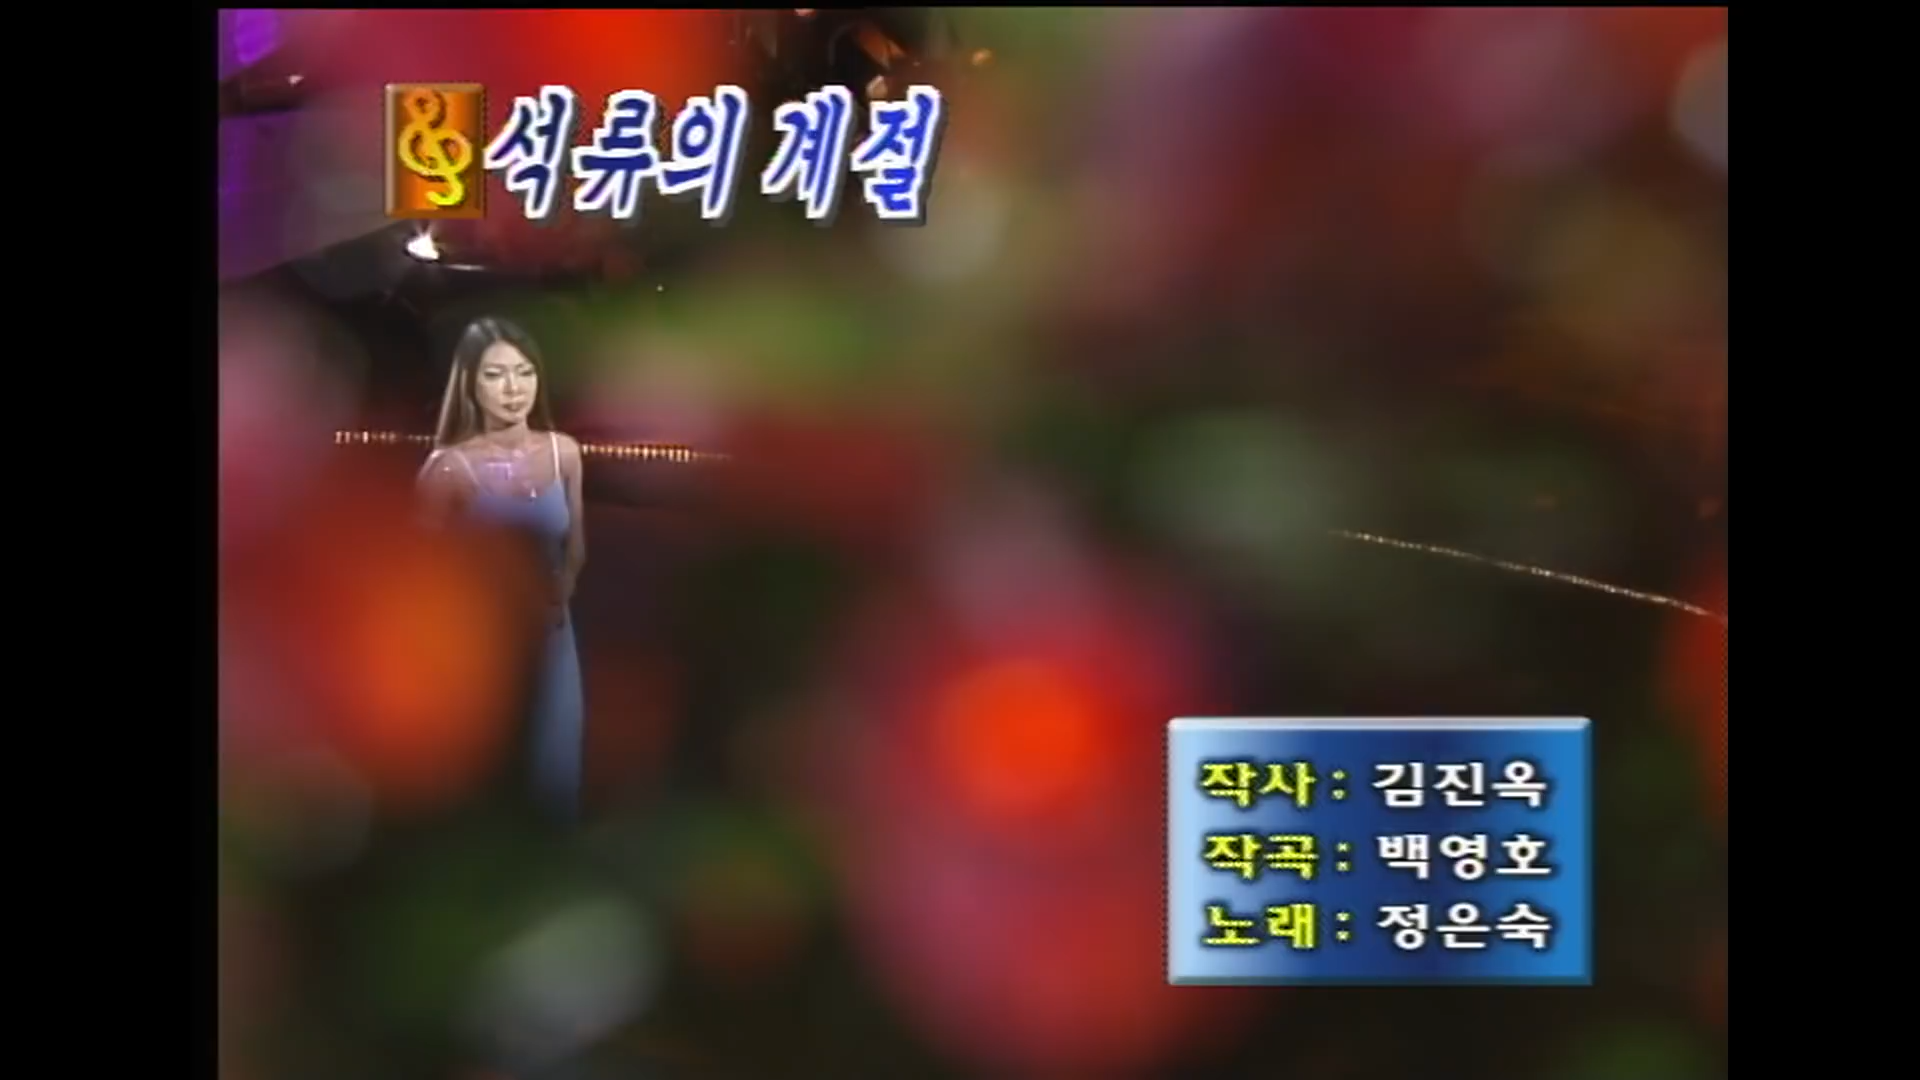 석류의 계절
작사 : 김진옥
작곡 : 백영호
노래 : 정은숙